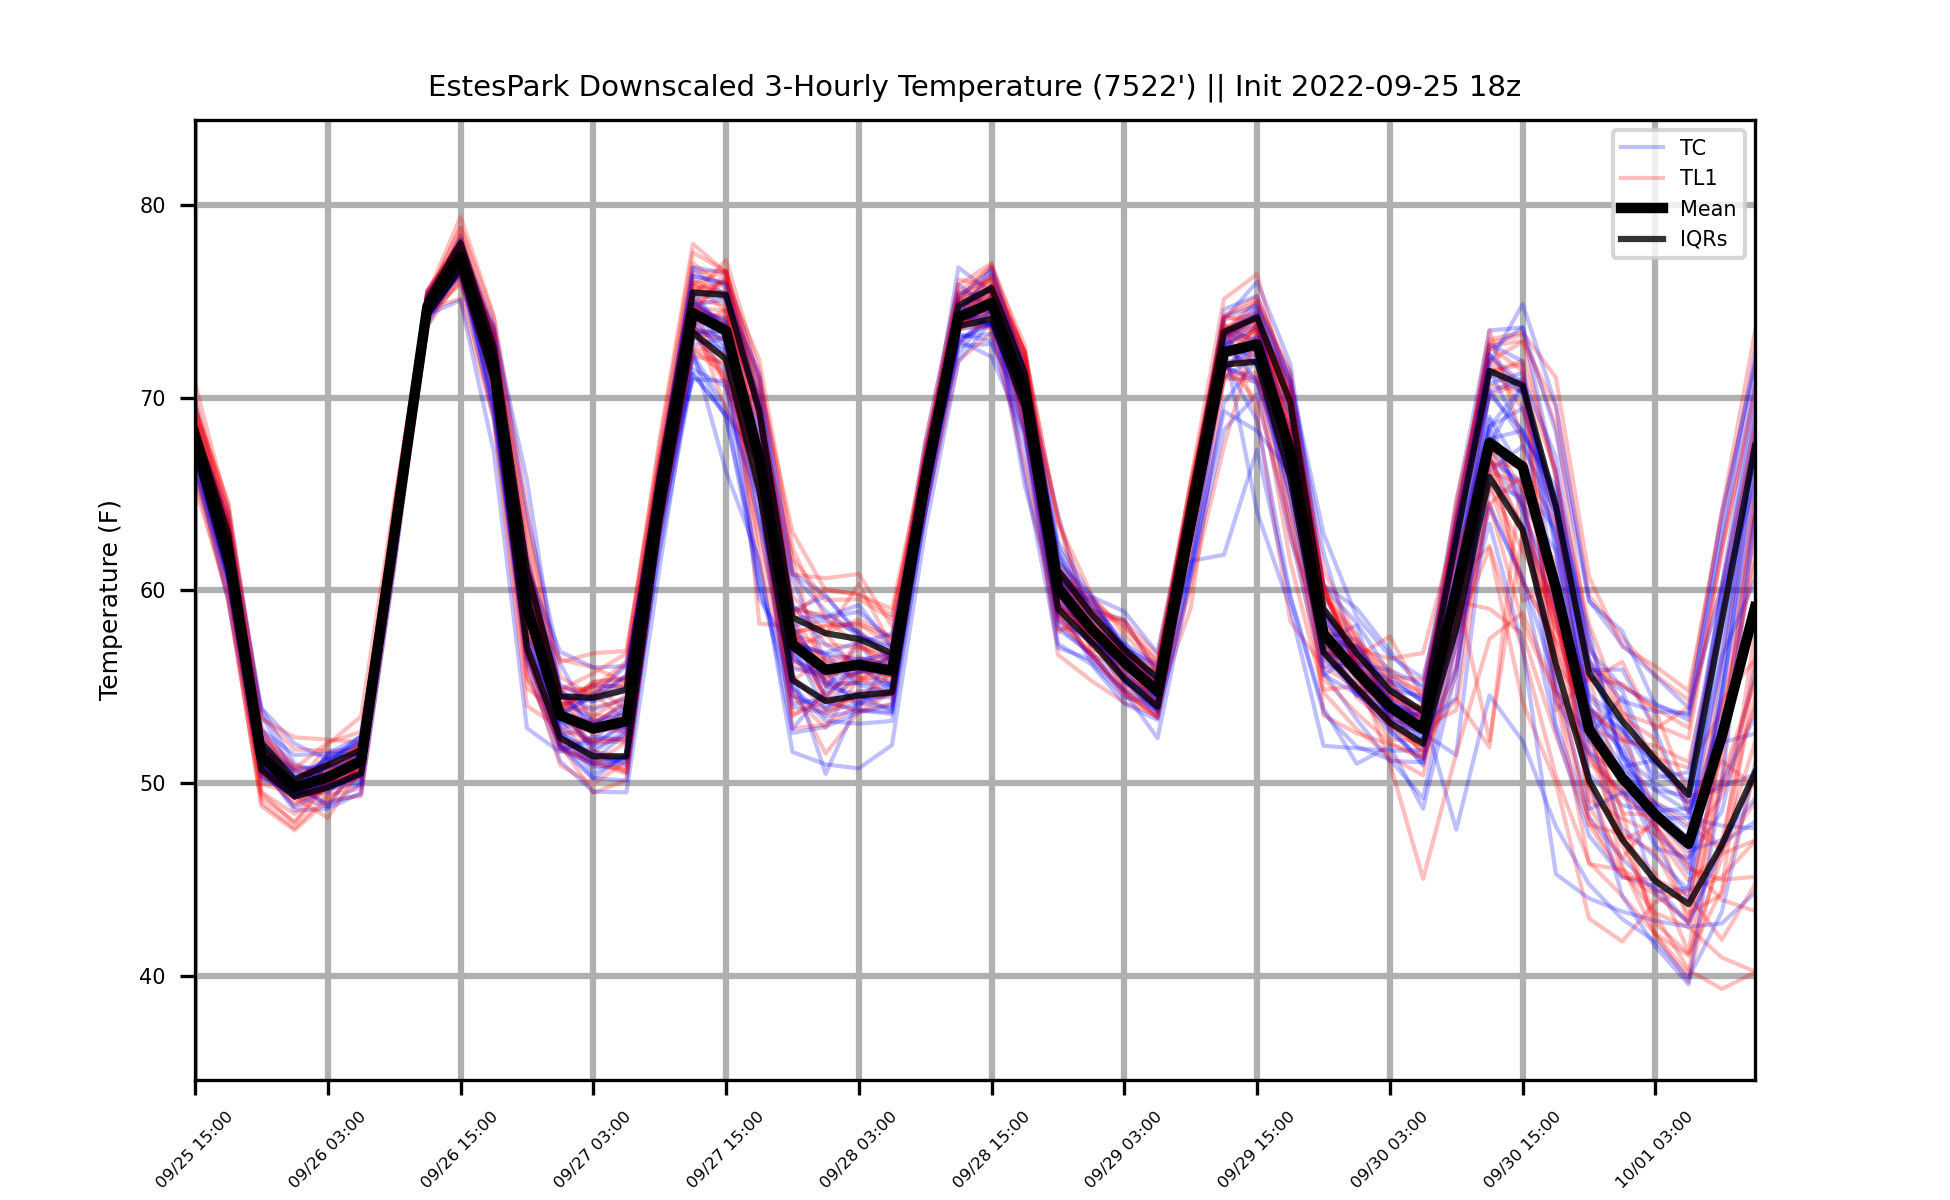 EstesPark Downscaled 3-Hourly Temperature (7522') || Init 2022-09-25 18z
TC
TL1
Mean
IQRs
Temperature (F)
80
70
60
50
40
09/25 15:00
09/26 03:00
09/26 15:00
09/27 03:00
09/27 15:00
09/28 03:00
09/28 15:00
09/29 03:00
09/29 15:00
09/30 03:00
09/30 15:00
10/01 03:00